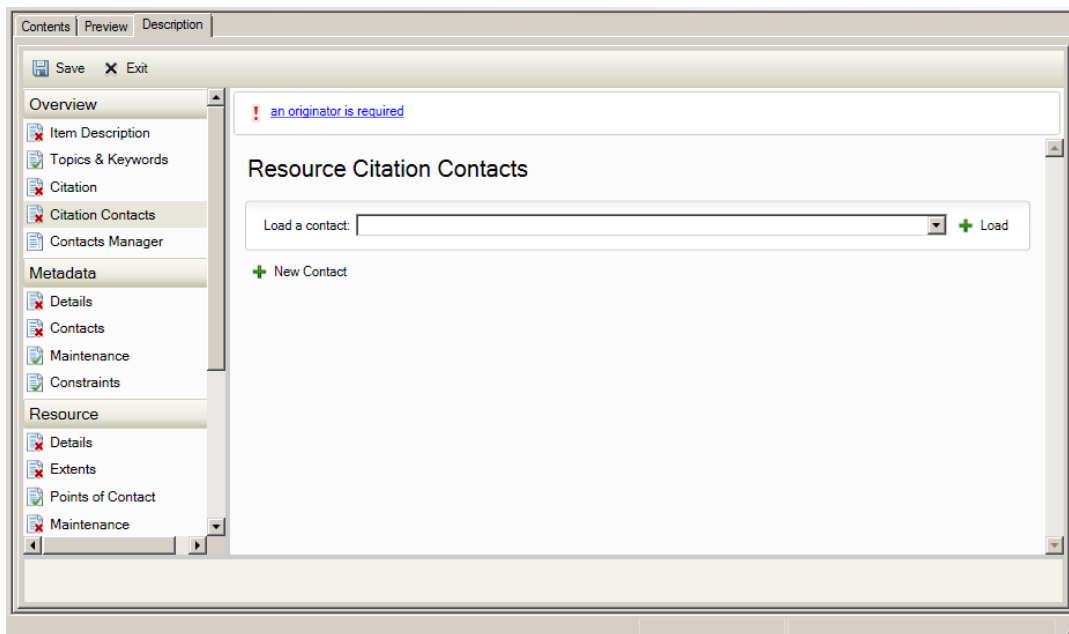 Contents Preview Description
Save Exit
Overview
Item Description
Topics & Keywords
Citation
Citation Contacts
Contacts Manager
Metadata
Details
Contacts
Maintenance
Constraints
Resource
Details
Extents
Points of Contact
Maintenance
an originator is required
Resource Citation Contacts
Load a contact: Load
New Contact